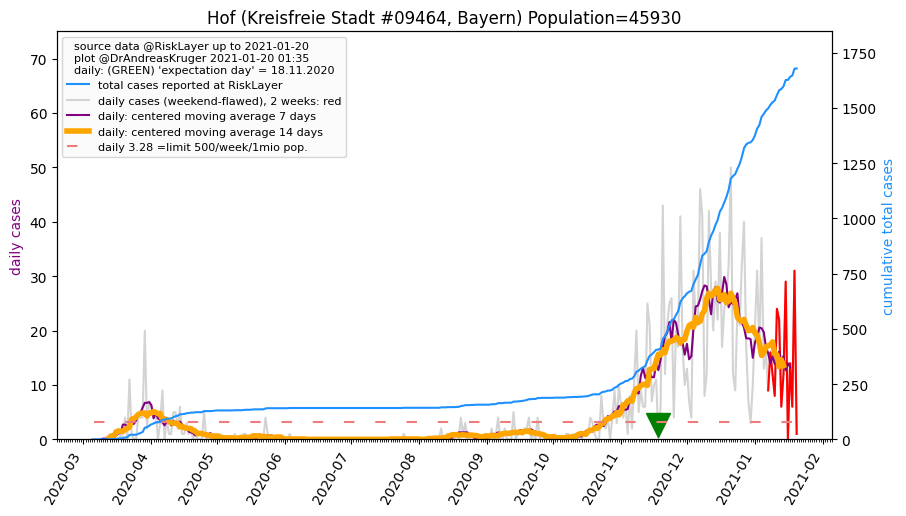 Hof (Kreisfreie Stadt #09464, Bayern) Population=45930
source data @RiskLayer up to 2021-01-20
plot @DrAndreasKruger 2021-01-20 01:35
daily: (GREEN) 'expectation day' = 18.11.2020
total cases reported at RiskLayer
daily cases (weekend-flawed), 2 weeks: red
daily: centered moving average 7 days
daily: centered moving average 14 days
daily 3.28 =limit 500/week/1mio pop.
daily cases
70
60
50
40
30
20
10
0
cumulative total cases
1750
1500
1250
1000
750
500
250
0
2020-03
2020-04
2020-05
2020-06
2020-07
2020-08
2020-09
2020-10
2020-11
2020-12
2021-01
2021-02